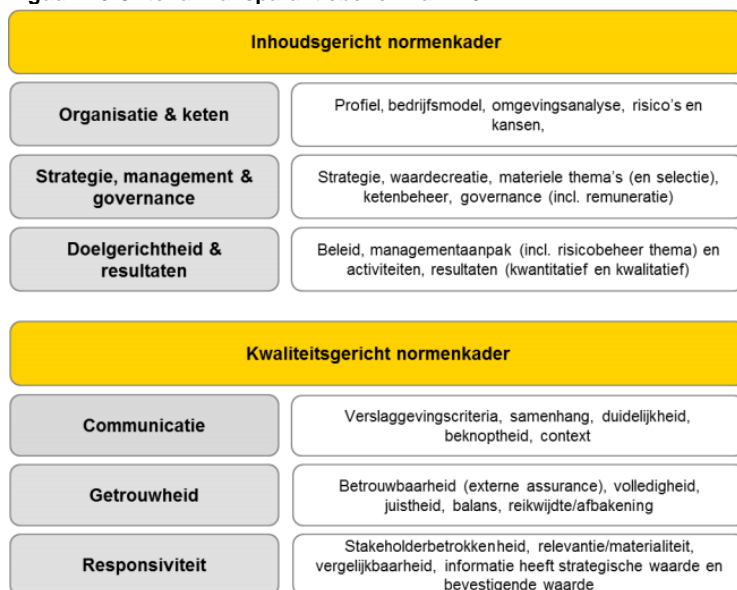 Inhoudsgericht normenkader
Organisatie & keten
Profiel, bedrijfsmodel, omgevingsanalyse, risico's en
kansen,
Strategie, management &
governance
Strategie, waardecreatie, materiele thema's (en selectie),
ketenbeheer, governance (incl. remuneratie)
Doelgerichtheid &
resultaten
Beleid, managementaanpak (incl. risicobeheer thema) en
activiteiten, resultaten (kwantitatief en kwalitatief)
Kwaliteitsgericht normenkader
Communicatie
Verslaggevingscriteria, samenhang, duidelijkheid,
beknoptheid, context
Getrouwheid
Betrouwbaarheid (externe assurance), volledigheid,
juistheid, balans, reikwijdte/afbakening
Responsiviteit
Stakeholderbetrokkenheid, relevantie/materialiteit,
vergelijkbaarheid, informatie heeft strategische waarde en
bevestigende waarde